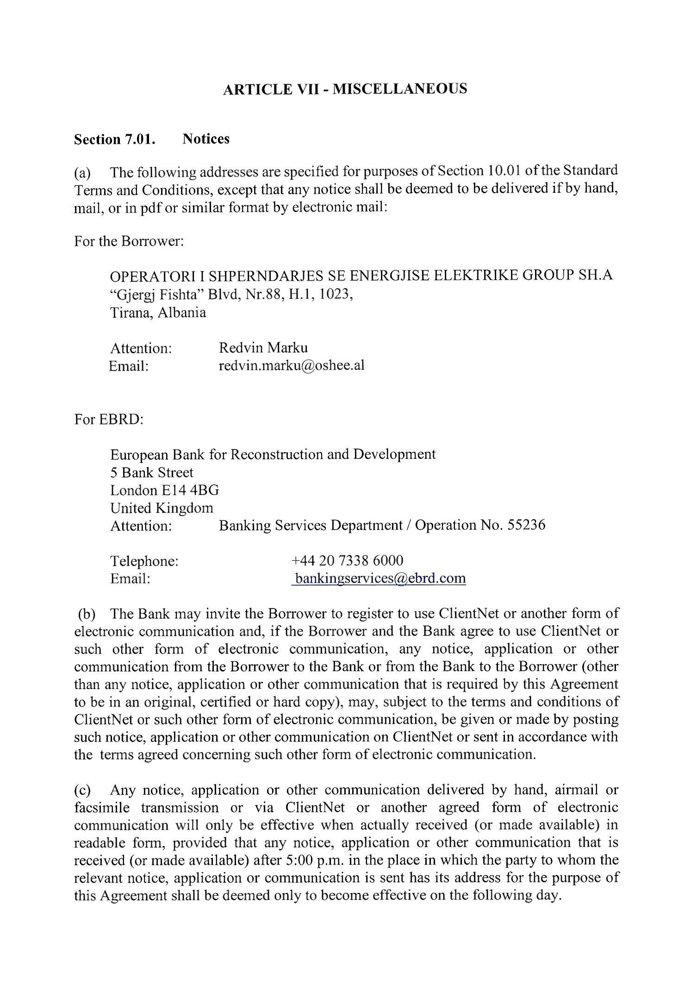 ARTICLE VII - MISCELLANEOUS
Section 7.01. Notices
(a) The following addresses are specified for purposes of Section 10.01 of the Standard
Terms and Conditions, except that any notice shall be deemed to be delivered if by hand,
mail, or in pdf or similar format by electronic mail:
For the Borrower:
OPERATORI I SHPERNDARJES SE ENERGJISE ELEKTRIKE GROUP SH.A
“Gjergj Fishta” Blvd, Nr.88, H.1, 1023,
Tirana, Albania
Attention: Redvin Marku
Email: redvin.marku@oshee.al
For EBRD:
European Bank for Reconstruction and Development
5 Bank Street
London E14 4BG
United Kingdom
Attention: Banking Services Department / Operation No. 55236
Telephone: +44 20 7338 6000
Email: bankingservices@ebrd.com
(b) The Bank may invite the Borrower to register to use ClientNet or another form of
electronic communication and, if the Borrower and the Bank agree to use ClientNet or
such other form of electronic communication, any notice, application or other
communication from the Borrower to the Bank or from the Bank to the Borrower (other
than any notice, application or other communication that is required by this Agreement
to be in an original, certified or hard copy), may, subject to the terms and conditions of
ClientNet or such other form of electronic communication, be given or made by posting
such notice, application or other communication on ClientNet or sent in accordance with
the terms agreed concerning such other form of electronic communication.
(c) Any notice, application or other communication delivered by hand, airmail or
facsimile transmission or via ClientNet or another agreed form of electronic
communication will only be effective when actually received (or made available) in
readable form, provided that any notice, application or other communication that is
received (or made available) after 5:00 p.m. in the place in which the party to whom the
relevant notice, application or communication is sent has its address for the purpose of
this Agreement shall be deemed only to become effective on the following day.